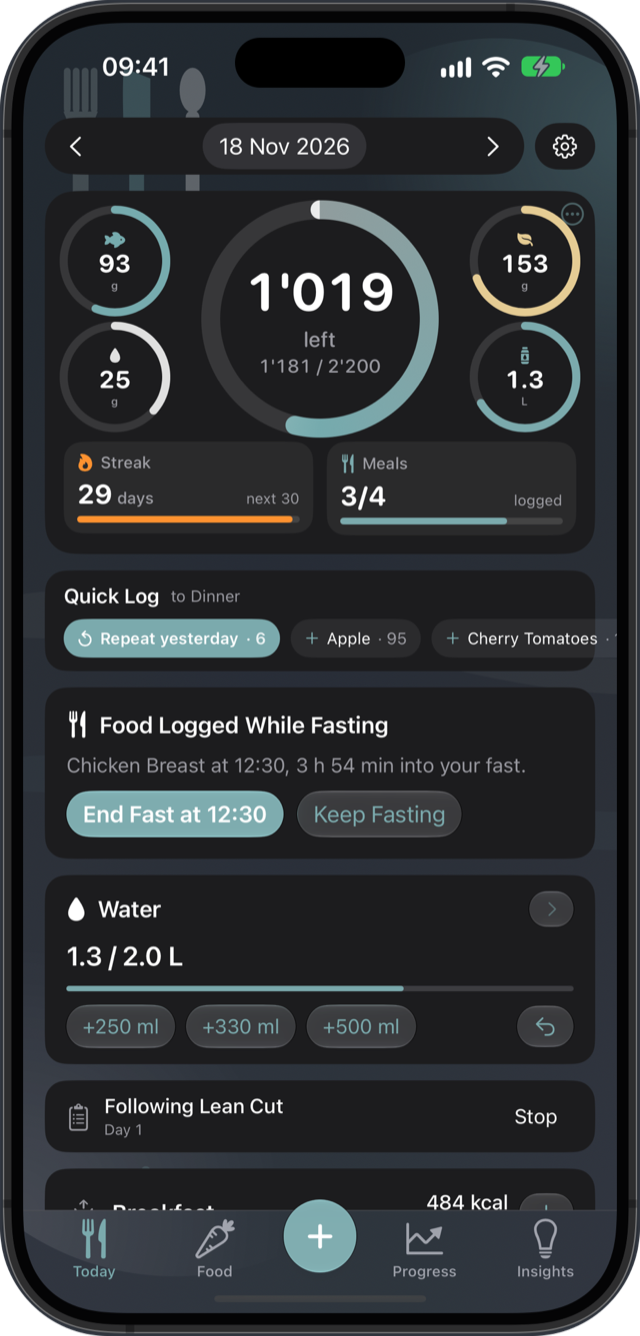 09:41
18 Nov 2026
93
g
25
g
1'019
left
1'181 / 2'200
153
g
1.3
L
Streak
29 days
next 30
Meals
3/4
logged
Quick Log to Dinner
Repeat yesterday · 6
+ Apple · 95
+ Cherry Tomatoes ·
Food Logged While Fasting
Chicken Breast at 12:30, 3 h 54 min into your fast.
End Fast at 12:30
Keep Fasting
Water
1.3 / 2.0 L
+250 ml
+330 ml
+500 ml
Following Lean Cut
Day 1
Stop
Breakfast
484 kcal
Today
Food
Progress
Insights